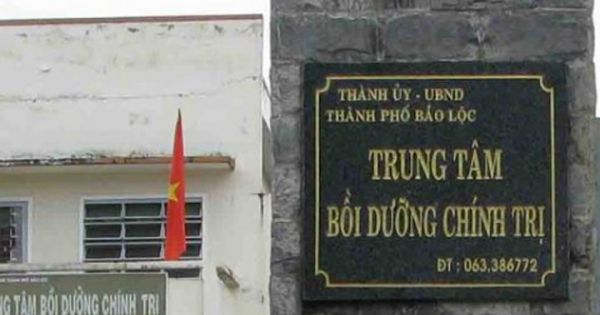 THÀNH ỦY - UBND
THÀNH PHỐ BẢO LỘC
TRUNG TÂM
BỒI DƯỠNG CHÍNH TRỊ
ĐT : 063.386772
TÂM BỒI DƯỠNG CHÍNH TRỊ